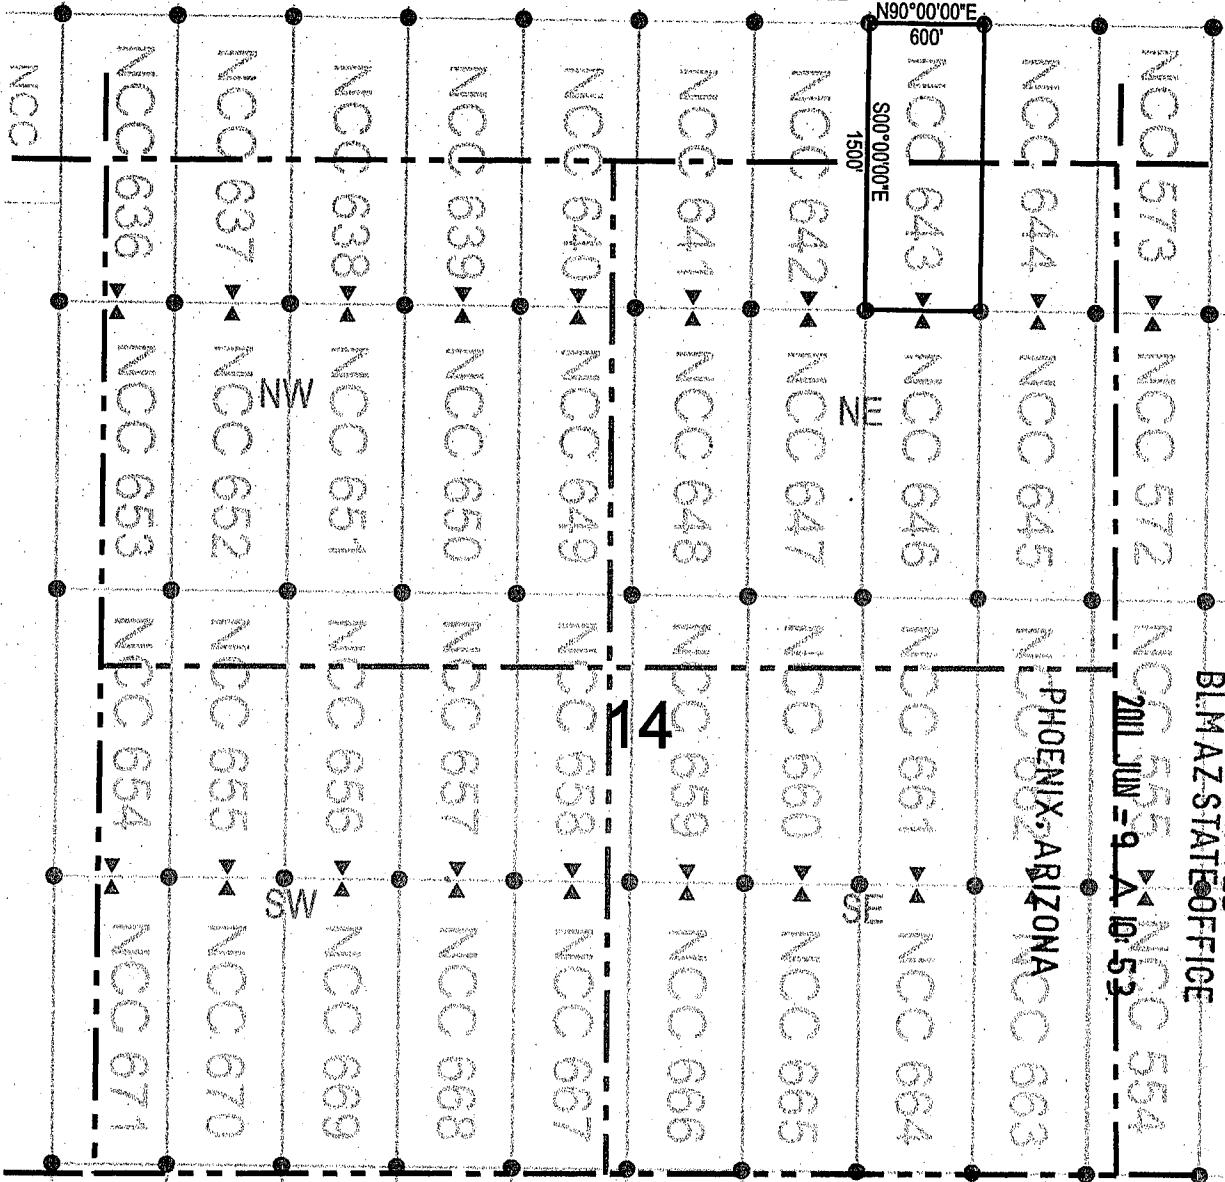 N90°00'00"E
600'
S00°00'00"E
1500'
NCC
NCC 636
NCC 637
NCC 638
NCC 639
NCC 640
NCC 641
NCC 642
NCC 643
NCC 644
NCC 573
NCC 653
NCC 652
NW
NCC 651
NCC 650
NCC 649
NCC 648
NCC 647
NE
NCC 646
NCC 645
NCC 572
NCC 654
NCC 655
NCC 656
NCC 657
NCC 658
14
NCC 659
NCC 660
NCC 661
NCC 662
NCC 555
BLM AZ STATE OFFICE
2011 JUN -9 A 10:53
PHOENIX, ARIZONA
NCC 671
NCC 670
SW
NCC 669
NCC 668
NCC 667
NCC 666
NCC 665
SE
NCC 664
NCC 663
NCC 554